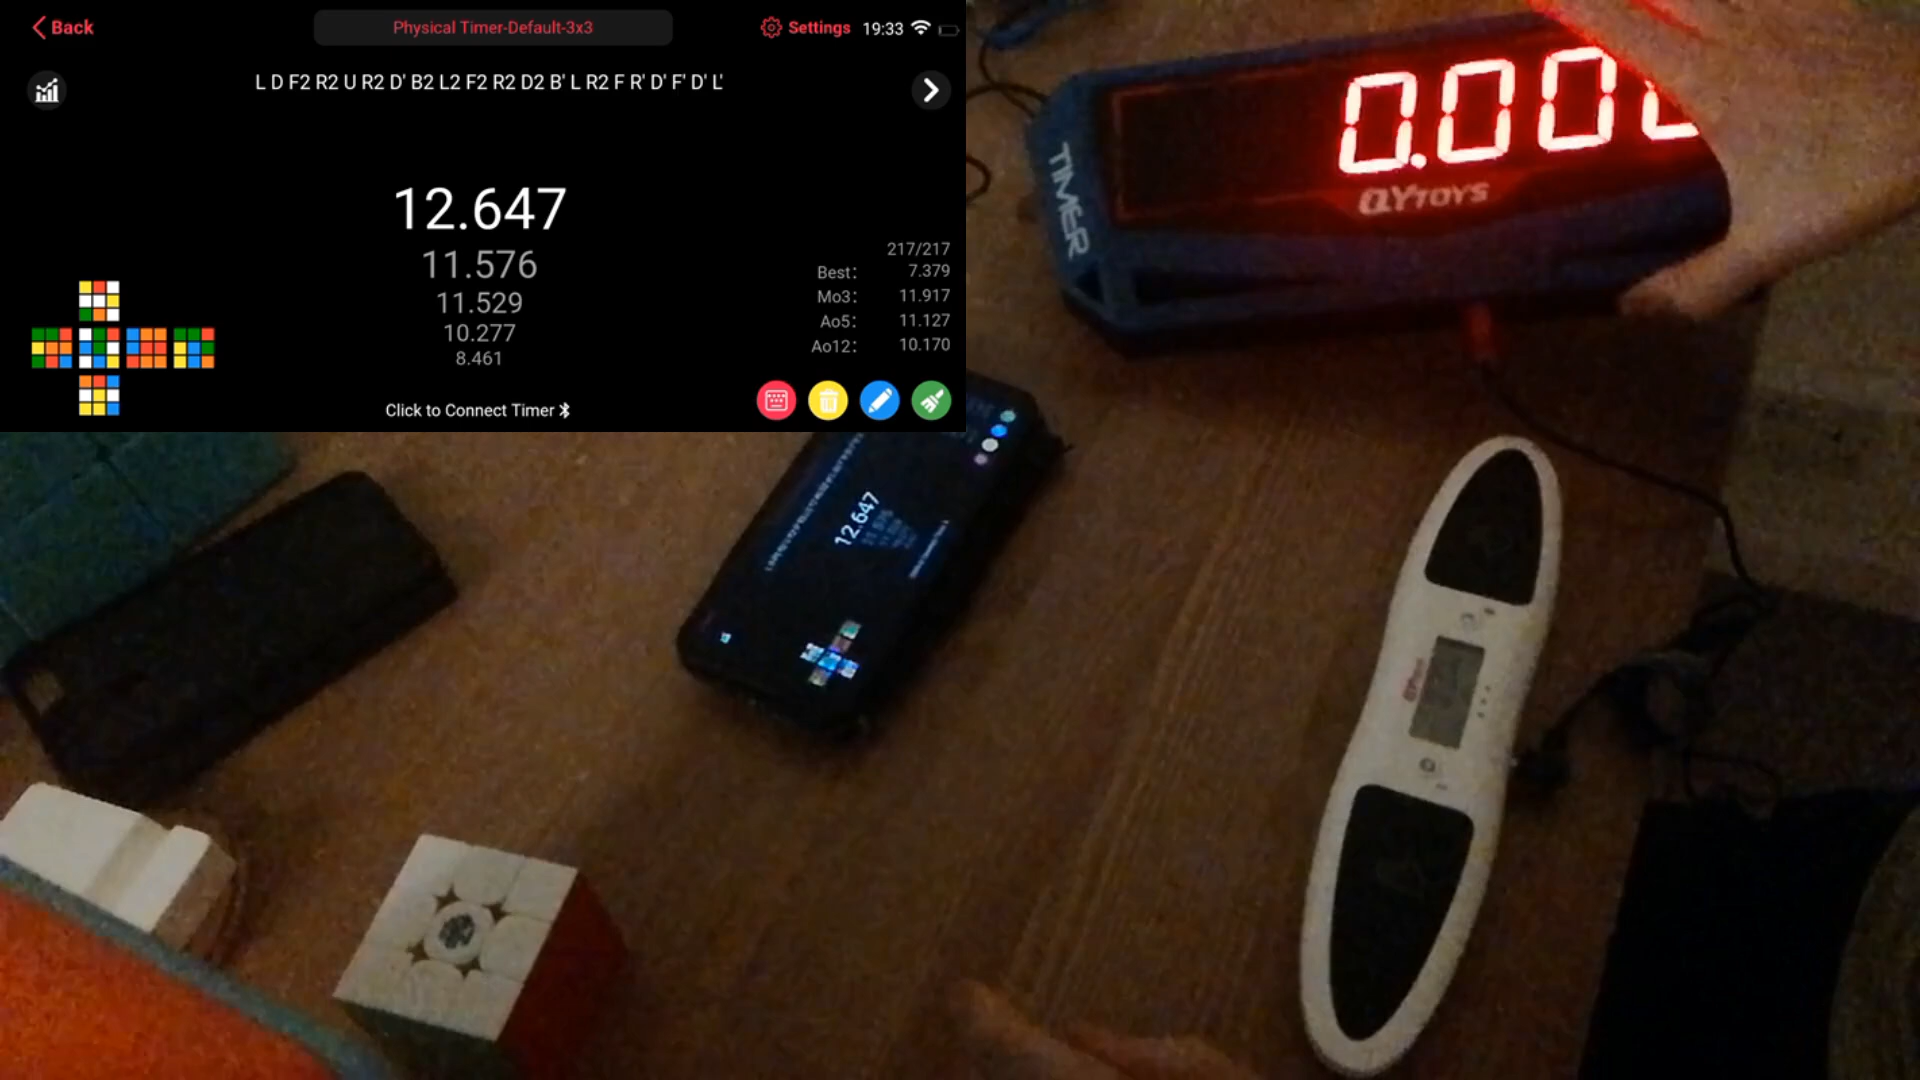 Back
Physical Timer-Default-3x3
Settings
19:33
L D F2 R2 U R2 D' B2 L2 F2 R2 D2 B' L R2 F R' D' F' D' L'
12.647
11.576
11.529
10.277
8.461
217/217
Best: 7.379
Mo3: 11.917
Ao5: 11.127
Ao12: 10.170
Click to Connect Timer
0.00
QYTOYS
TIMER
12.647